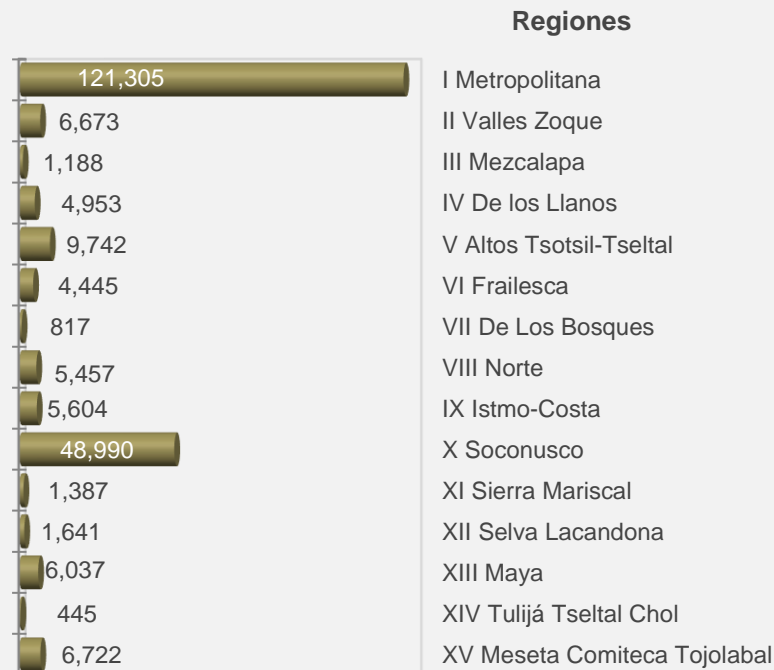 Regiones
121,305 I Metropolitana
6,673 II Valles Zoque
1,188 III Mezcalapa
4,953 IV De los Llanos
9,742 V Altos Tsotsil-Tseltal
4,445 VI Frailesca
817 VII De Los Bosques
5,457 VIII Norte
5,604 IX Istmo-Costa
48,990 X Soconusco
1,387 XI Sierra Mariscal
1,641 XII Selva Lacandona
6,037 XIII Maya
445 XIV Tulijá Tseltal Chol
6,722 XV Meseta Comiteca Tojolabal